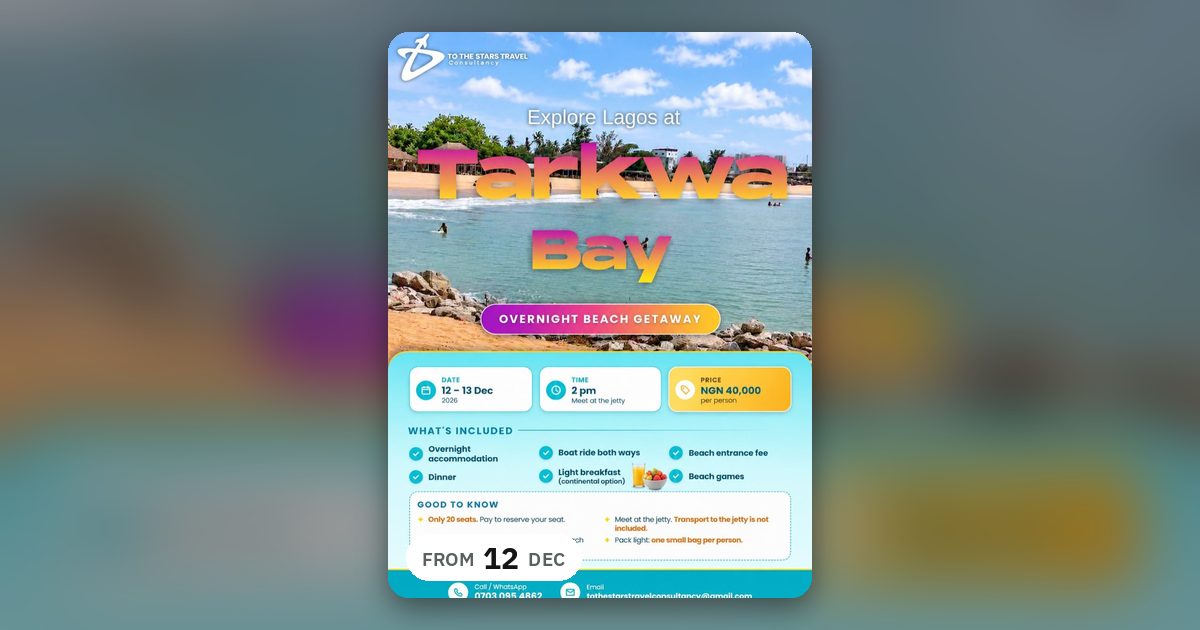 TO THE STARS TRAVEL
Consultancy
Explore Lagos at
Tarkwa
Bay
OVERNIGHT BEACH GETAWAY
DATE
12 – 13 Dec
2026
TIME
2 pm
Meet at the jetty
PRICE
NGN 40,000
per person
WHAT'S INCLUDED
Overnight
accommodation
Boat ride both ways
Beach entrance fee
Dinner
Light breakfast
(continental option)
Beach games
GOOD TO KNOW
Only 20 seats. Pay to reserve your seat.
Meet at the jetty. Transport to the jetty is not
included.
Pack light: one small bag per person.
FROM 12 DEC
Call / WhatsApp
0703 095 4862
Email
tothestarstravelconsultancy@gmail.com